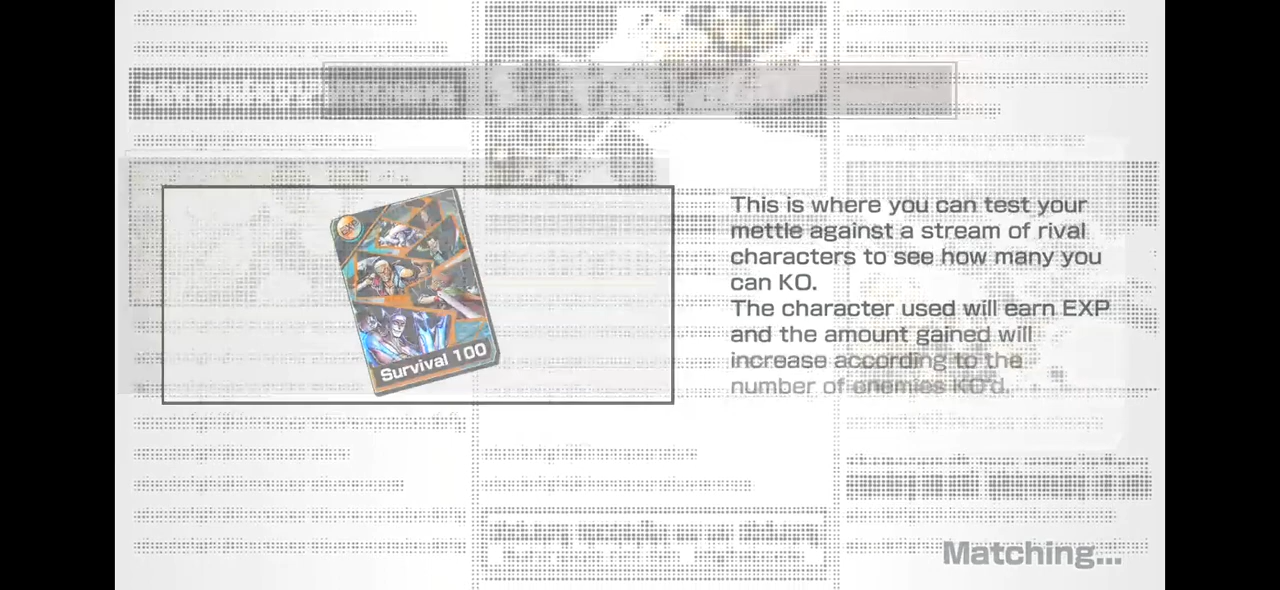 Survival 100
This is where you can test your
mettle against a stream of rival
characters to see how many you
can KO.
The character used will earn EXP
and the amount gained will
increase according to the
number of enemies KO'd.
Matching...